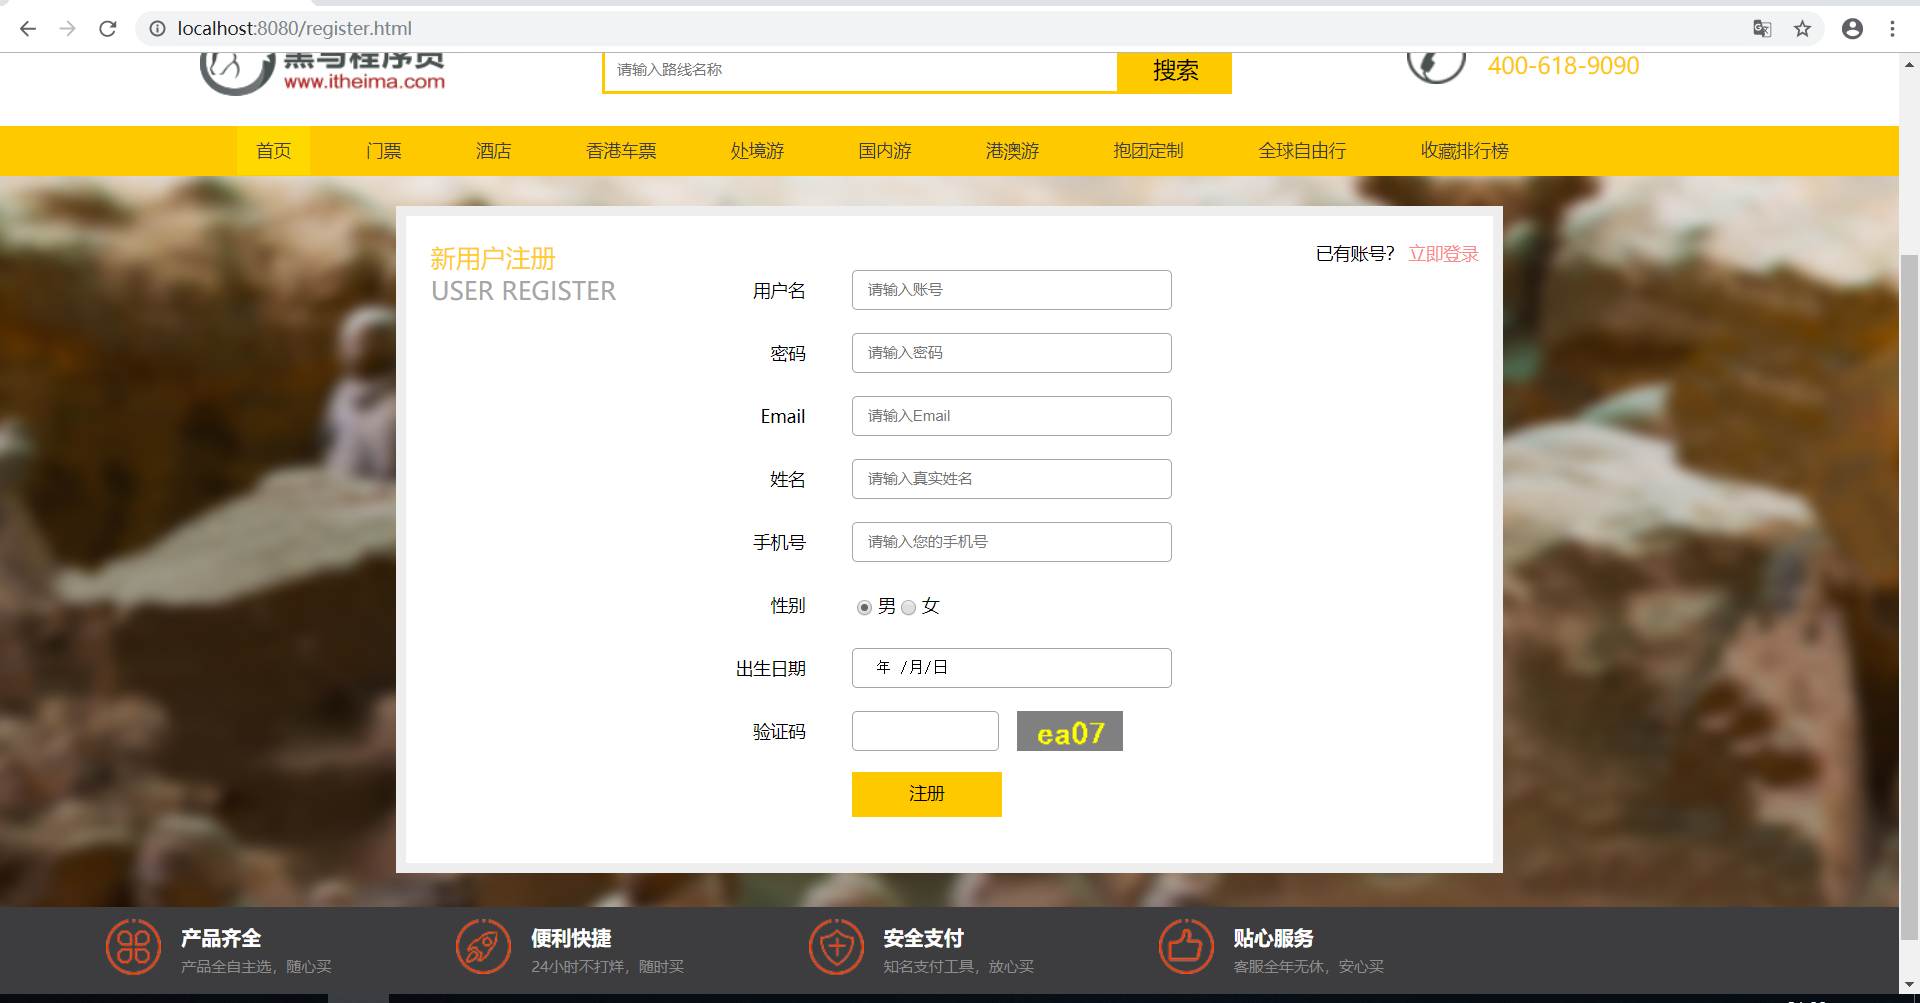 localhost:8080/register.html
黑马程序员
www.itheima.com
请输入路线名称
搜索
400-618-9090
首页
门票
酒店
香港车票
处境游
国内游
港澳游
抱团定制
全球自由行
收藏排行榜
新用户注册
USER REGISTER
已有账号？ 立即登录
用户名 请输入账号
密码 请输入密码
Email 请输入Email
姓名 请输入真实姓名
手机号 请输入您的手机号
性别 男 女
出生日期 年 /月/日
验证码 ea07
注册
产品齐全
产品全自主选，随心买
便利快捷
24小时不打烊，随时买
安全支付
知名支付工具，放心买
贴心服务
客服全年无休，安心买